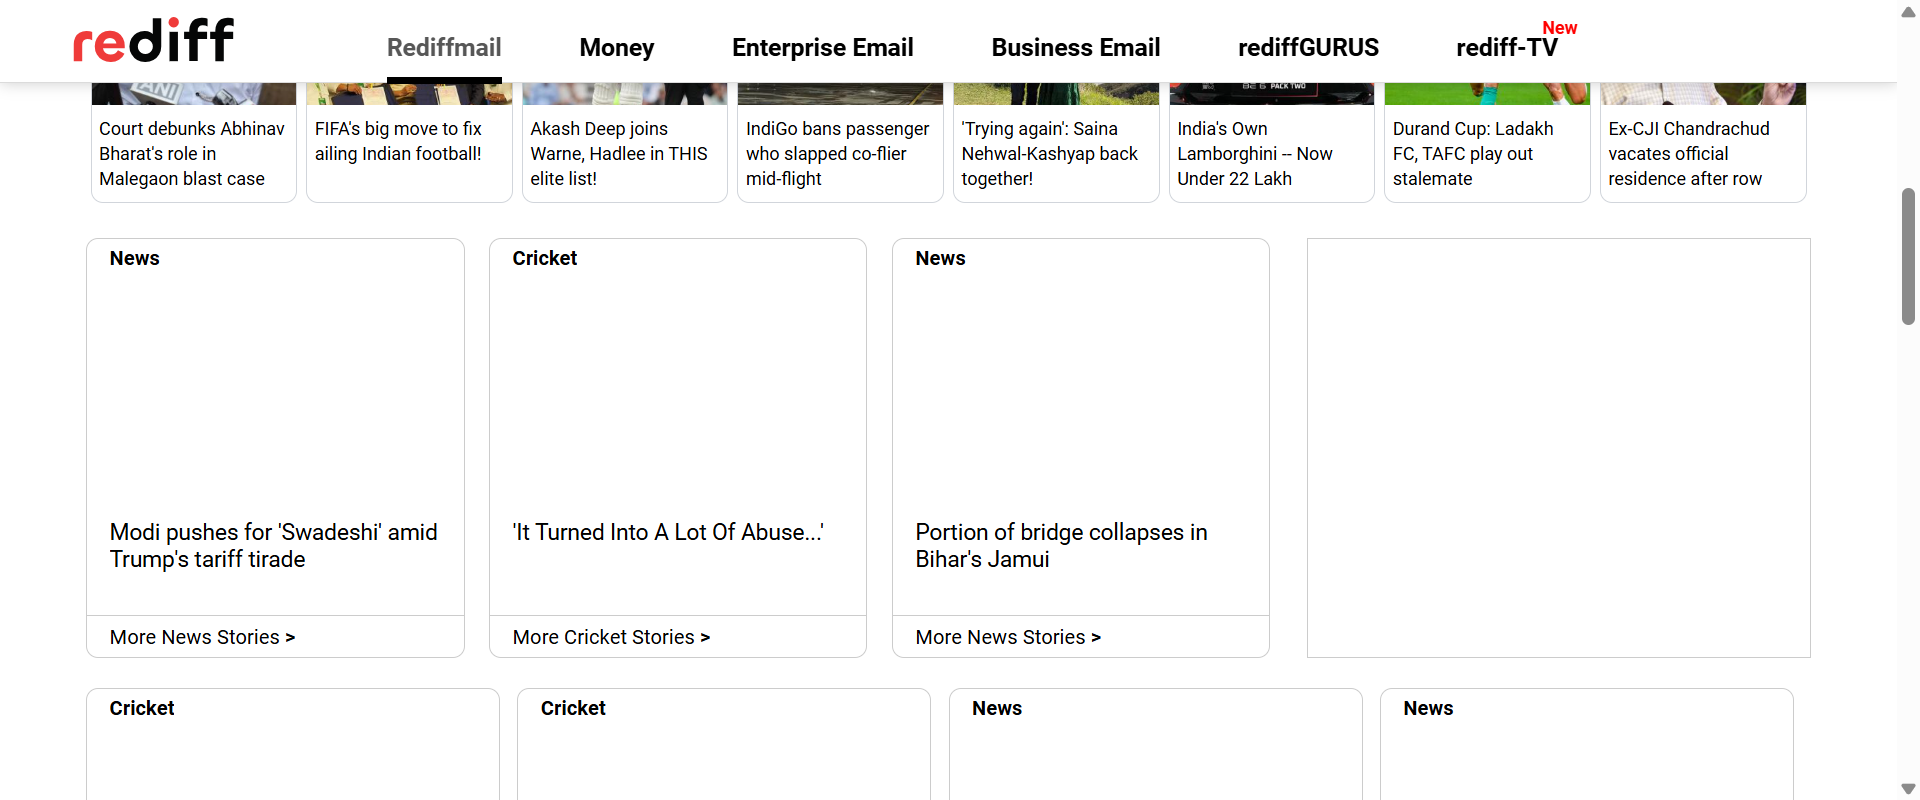 rediff
Rediffmail
Money
Enterprise Email
Business Email
rediffGURUS
rediff-TV
New
ANI
BE 6 PACK TWO
Court debunks Abhinav
Bharat's role in
Malegaon blast case
FIFA's big move to fix
ailing Indian football!
Akash Deep joins
Warne, Hadlee in THIS
elite list!
IndiGo bans passenger
who slapped co-flier
mid-flight
'Trying again': Saina
Nehwal-Kashyap back
together!
India's Own
Lamborghini -- Now
Under 22 Lakh
Durand Cup: Ladakh
FC, TAFC play out
stalemate
Ex-CJI Chandrachud
vacates official
residence after row
News
Modi pushes for 'Swadeshi' amid
Trump's tariff tirade
More News Stories >
Cricket
'It Turned Into A Lot Of Abuse...'
More Cricket Stories >
News
Portion of bridge collapses in
Bihar's Jamui
More News Stories >
Cricket
Cricket
News
News